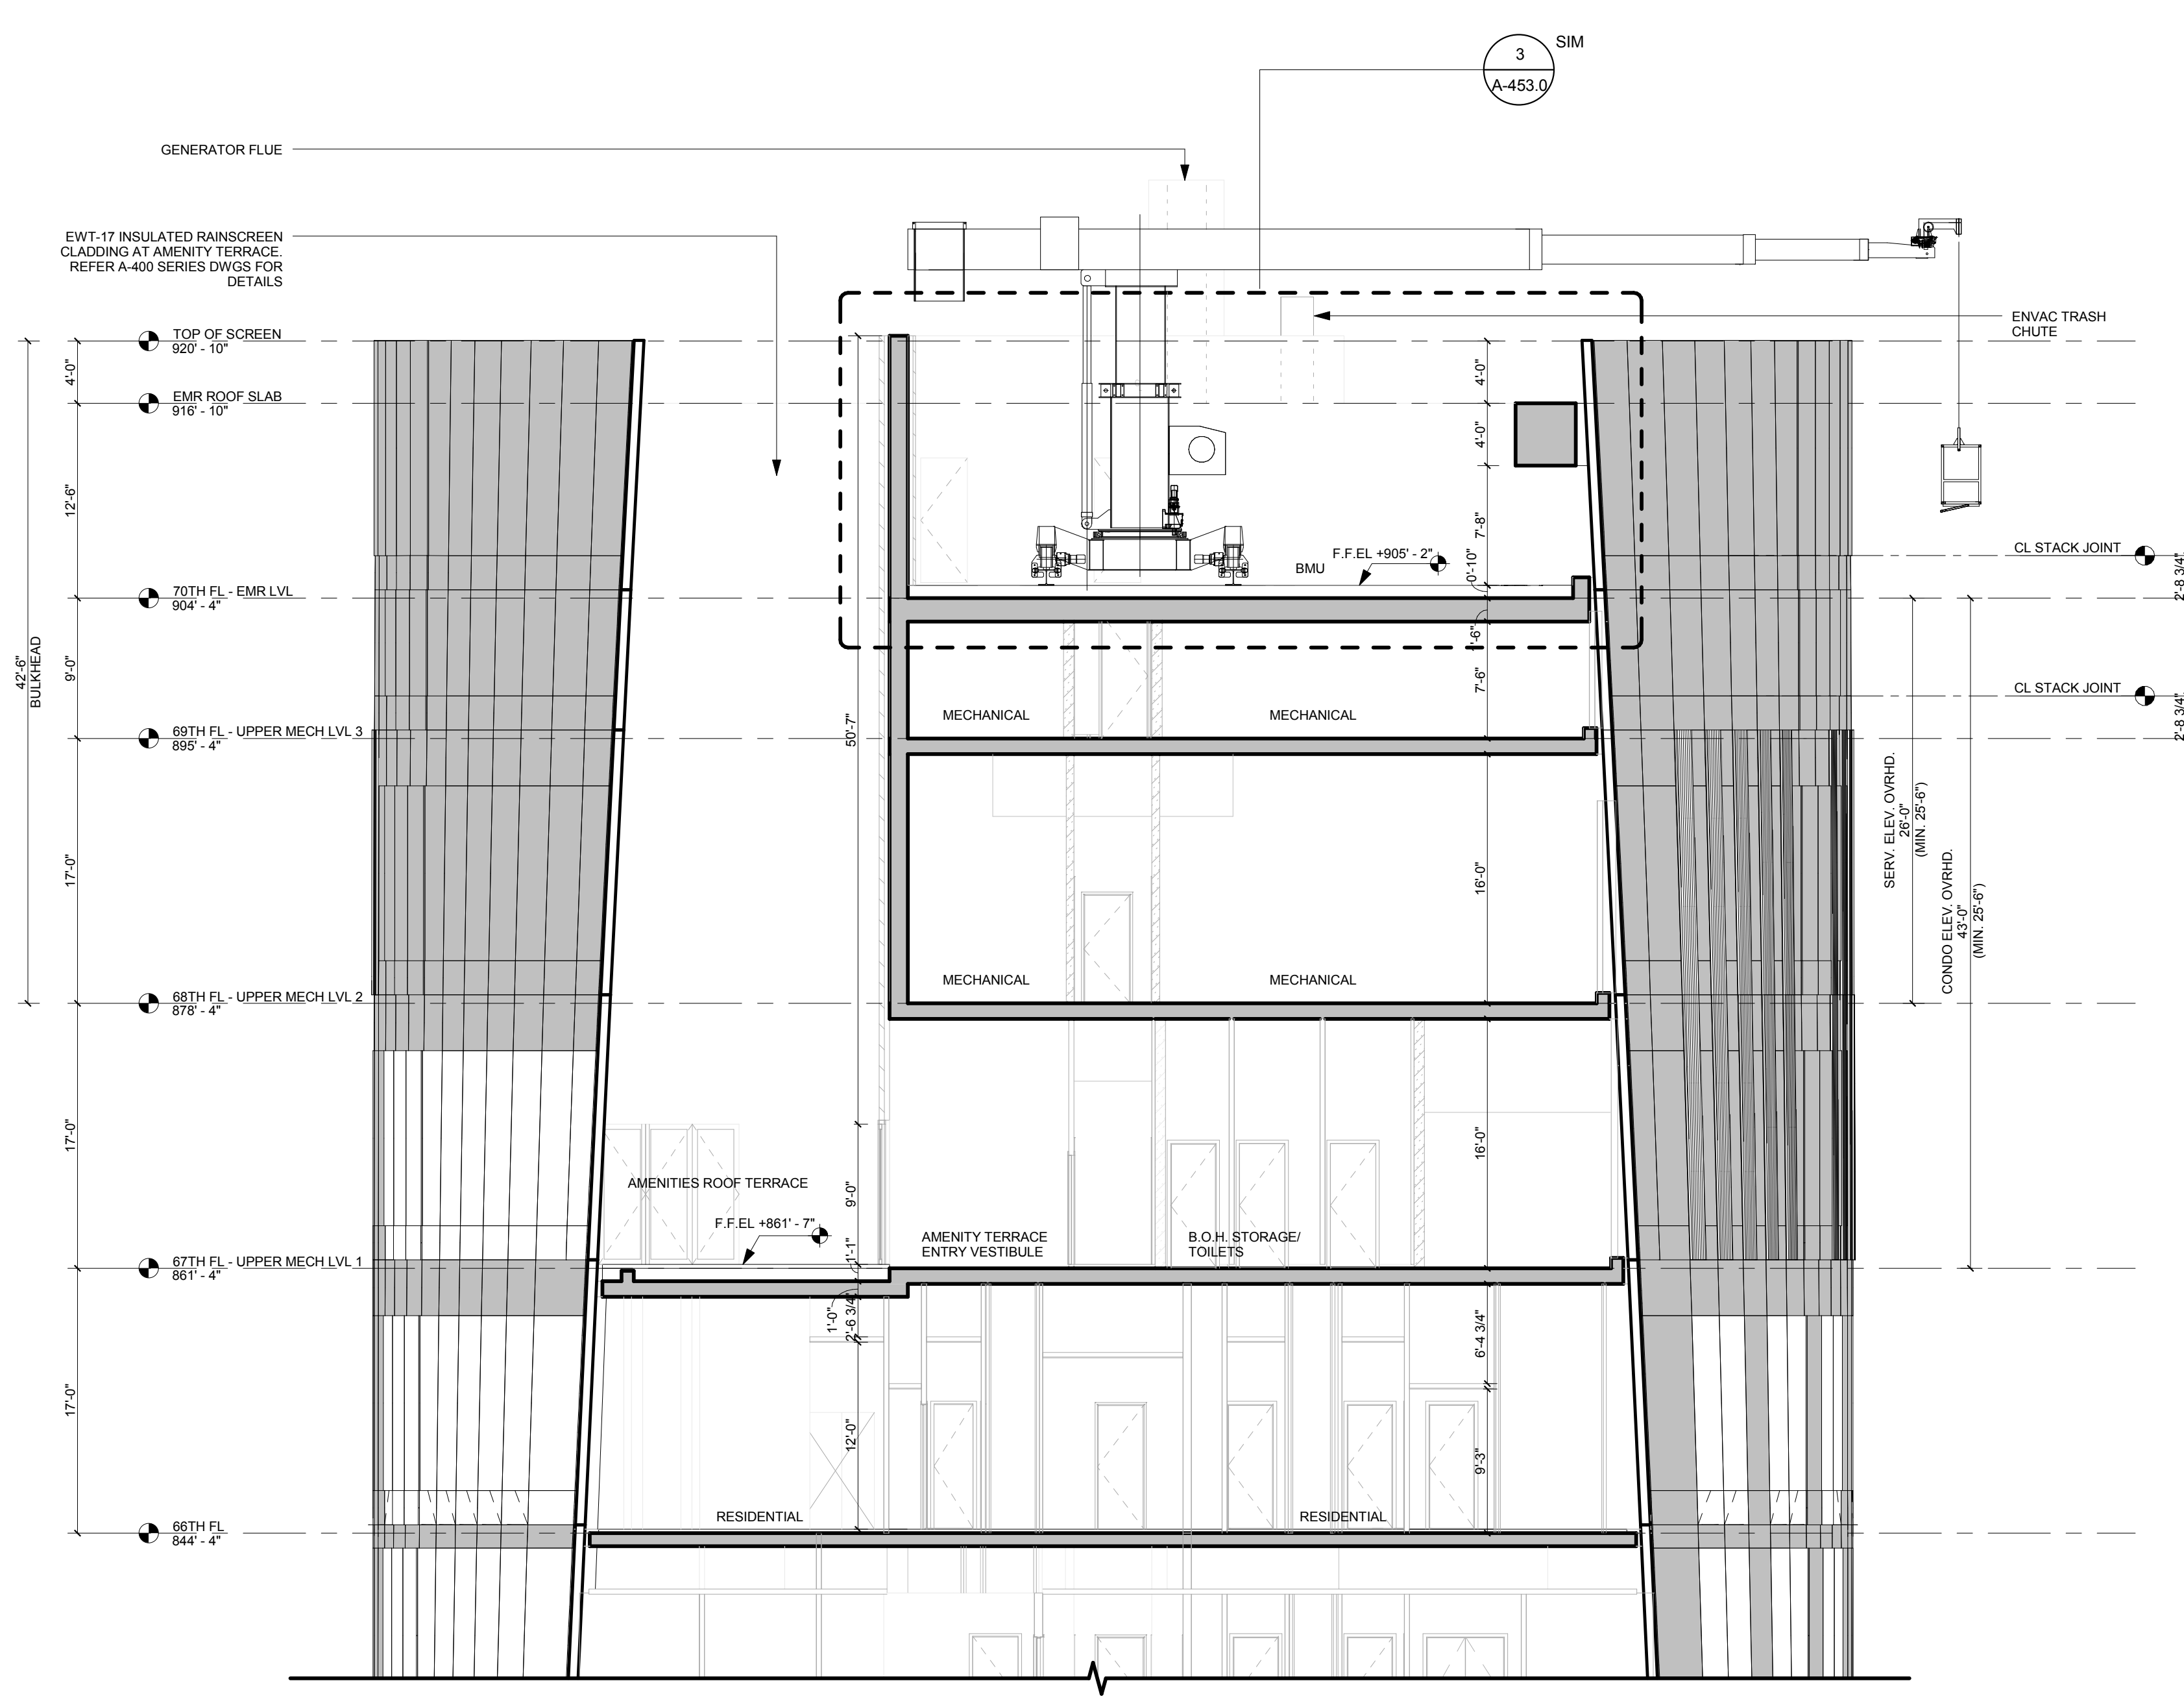 3
SIM
A-453.0
GENERATOR FLUE
EWT-17 INSULATED RAINSCREEN
CLADDING AT AMENITY TERRACE.
REFER A-400 SERIES DWGS FOR
DETAILS
ENVAC TRASH
CHUTE
TOP OF SCREEN
920' - 10"
4'-0"
4'-0"
EMR ROOF SLAB
916' - 10"
4'-0"
12'-6"
7'-8"
F.F.EL +905' - 2"
BMU
0'-10"
CL STACK JOINT
2'-8 3/4"
70TH FL - EMR LVL
904' - 4"
42'-6"
BULKHEAD
9'-0"
7'-6"
MECHANICAL
MECHANICAL
CL STACK JOINT
2'-8 3/4"
50'-7"
69TH FL - UPPER MECH LVL 3
895' - 4"
17'-0"
16'-0"
SERV. ELEV. OVRHD.
26'-0"
(MIN. 25'-6")
CONDO ELEV. OVRHD.
43'-0"
(MIN. 25'-6")
MECHANICAL
MECHANICAL
68TH FL - UPPER MECH LVL 2
878' - 4"
17'-0"
16'-0"
AMENITIES ROOF TERRACE
9'-0"
F.F.EL +861' - 7"
AMENITY TERRACE
ENTRY VESTIBULE
B.O.H. STORAGE/
TOILETS
1'-1"
67TH FL - UPPER MECH LVL 1
861' - 4"
1'-0"
2'-6 3/4"
6'-4 3/4"
17'-0"
12'-0"
9'-3"
RESIDENTIAL
RESIDENTIAL
66TH FL
844' - 4"